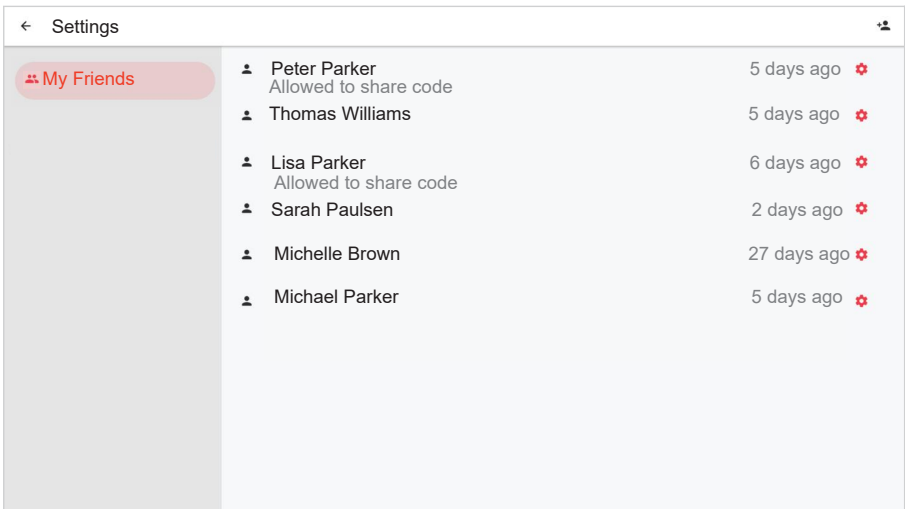 Settings
My Friends
Peter Parker 5 days ago
Allowed to share code
Thomas Williams 5 days ago
Lisa Parker 6 days ago
Allowed to share code
Sarah Paulsen 2 days ago
Michelle Brown 27 days ago
Michael Parker 5 days ago